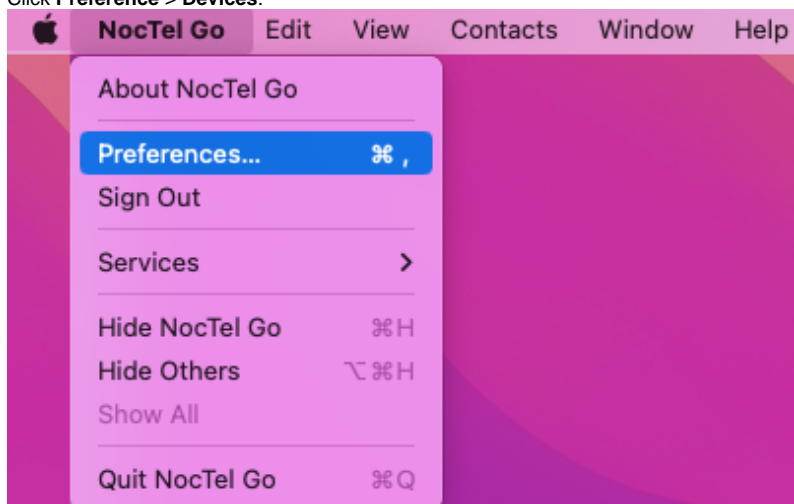 Click Preference > Devices.
NocTel Go Edit View Contacts Window Help
About NocTel Go
Preferences... ⌘ ,
Sign Out
Services >
Hide NocTel Go ⌘H
Hide Others ⌥⌘H
Show All
Quit NocTel Go ⌘Q